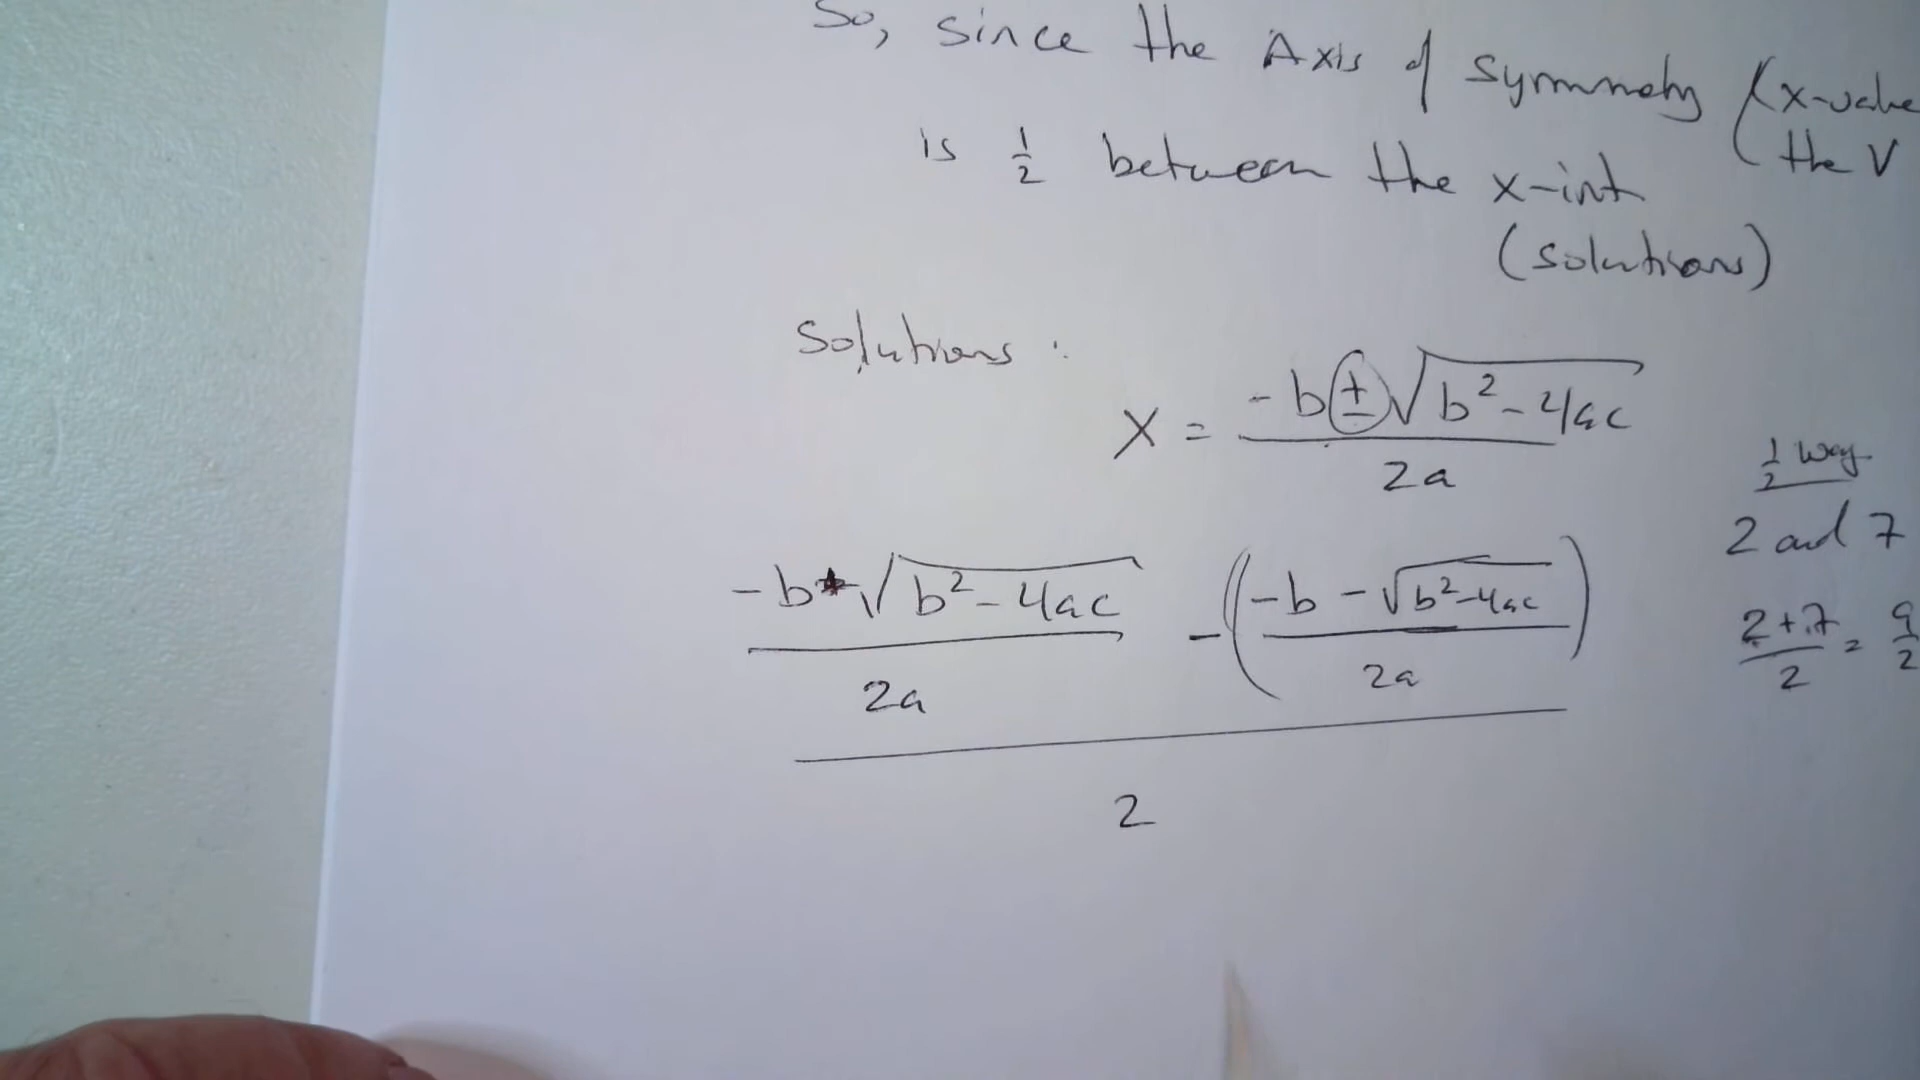 So, since the Axis of Symmetry (x-value
is 1/2 between the x-int (the V
(solutions)
Solutions:
X = (-b ± √(b² - 4ac)) / 2a
1/2 way
2 and 7
((-b + √(b² - 4ac)) / 2a - ((-b - √(b² - 4ac)) / 2a)) / 2
(2 + 7) / 2 = 9/2